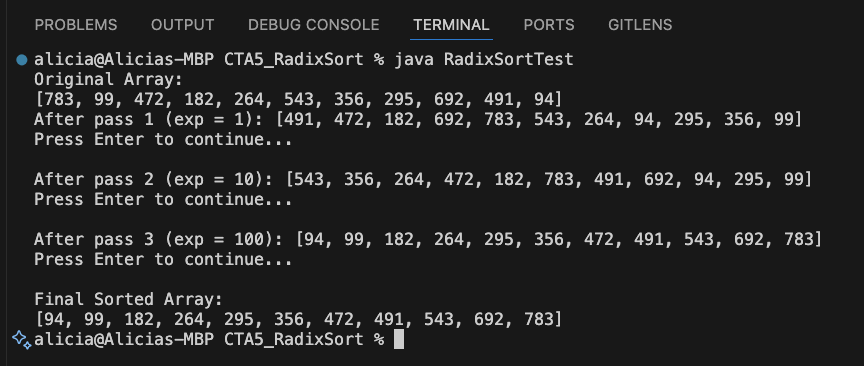 PROBLEMS OUTPUT DEBUG CONSOLE TERMINAL PORTS GITLENS
alicia@Alicias-MBP CTA5_RadixSort % java RadixSortTest
Original Array:
[783, 99, 472, 182, 264, 543, 356, 295, 692, 491, 94]
After pass 1 (exp = 1): [491, 472, 182, 692, 783, 543, 264, 94, 295, 356, 99]
Press Enter to continue...
After pass 2 (exp = 10): [543, 356, 264, 472, 182, 783, 491, 692, 94, 295, 99]
Press Enter to continue...
After pass 3 (exp = 100): [94, 99, 182, 264, 295, 356, 472, 491, 543, 692, 783]
Press Enter to continue...
Final Sorted Array:
[94, 99, 182, 264, 295, 356, 472, 491, 543, 692, 783]
alicia@Alicias-MBP CTA5_RadixSort %